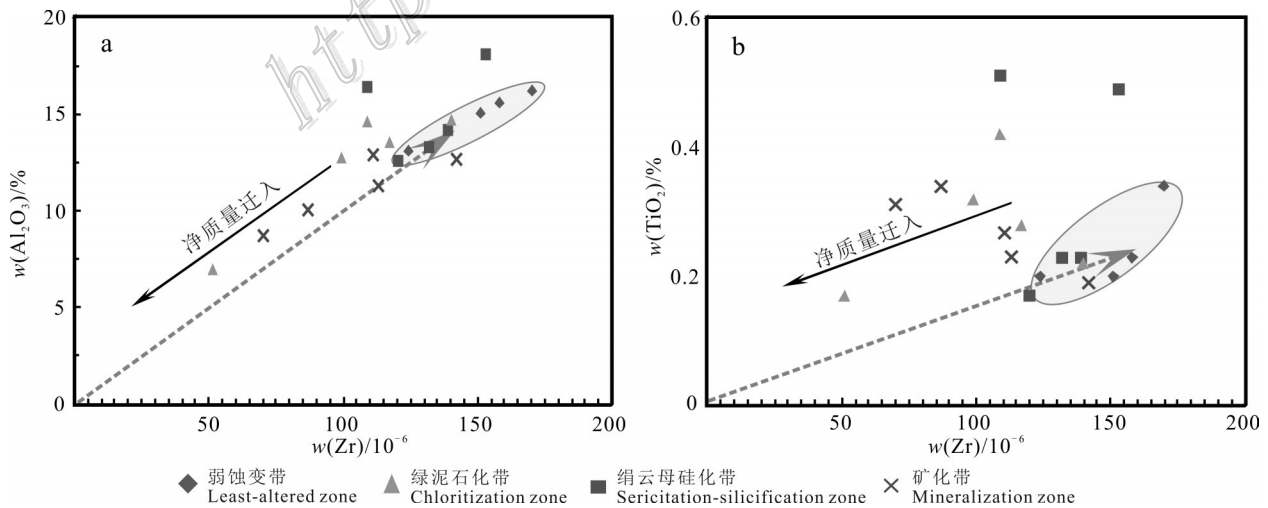 http
20
15
10
5
0
a
净质量迁入
w(Al₂O₃)/%
50
100
150
200
w(Zr)/10⁻⁶
0.6
0.4
0.2
0
b
净质量迁入
w(TiO₂)/%
50
100
150
200
w(Zr)/10⁻⁶
弱蚀变带
Least-altered zone
绿泥石化带
Chloritization zone
绢云母硅化带
Sericitation-silicification zone
矿化带
Mineralization zone